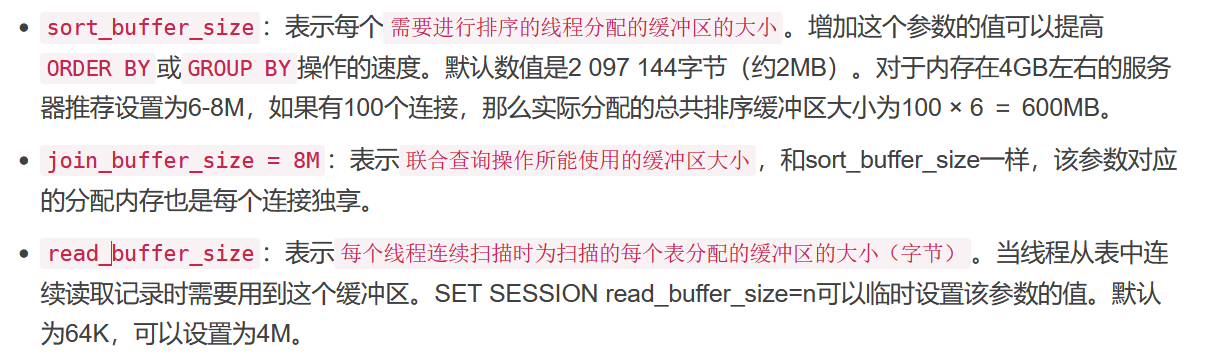 • sort_buffer_size：表示每个 需要进行排序的线程分配的缓冲区的大小 。增加这个参数的值可以提高
ORDER BY 或 GROUP BY 操作的速度。默认数值是2 097 144字节（约2MB）。对于内存在4GB左右的服务
器推荐设置为6-8M，如果有100个连接，那么实际分配的总共排序缓冲区大小为100 × 6 ＝ 600MB。
• join_buffer_size = 8M：表示 联合查询操作所能使用的缓冲区大小 ，和sort_buffer_size一样，该参数对应
的分配内存也是每个连接独享。
• read_buffer_size：表示 每个线程连续扫描时为扫描的每个表分配的缓冲区的大小（字节） 。当线程从表中连
续读取记录时需要用到这个缓冲区。SET SESSION read_buffer_size=n可以临时设置该参数的值。默认
为64K，可以设置为4M。